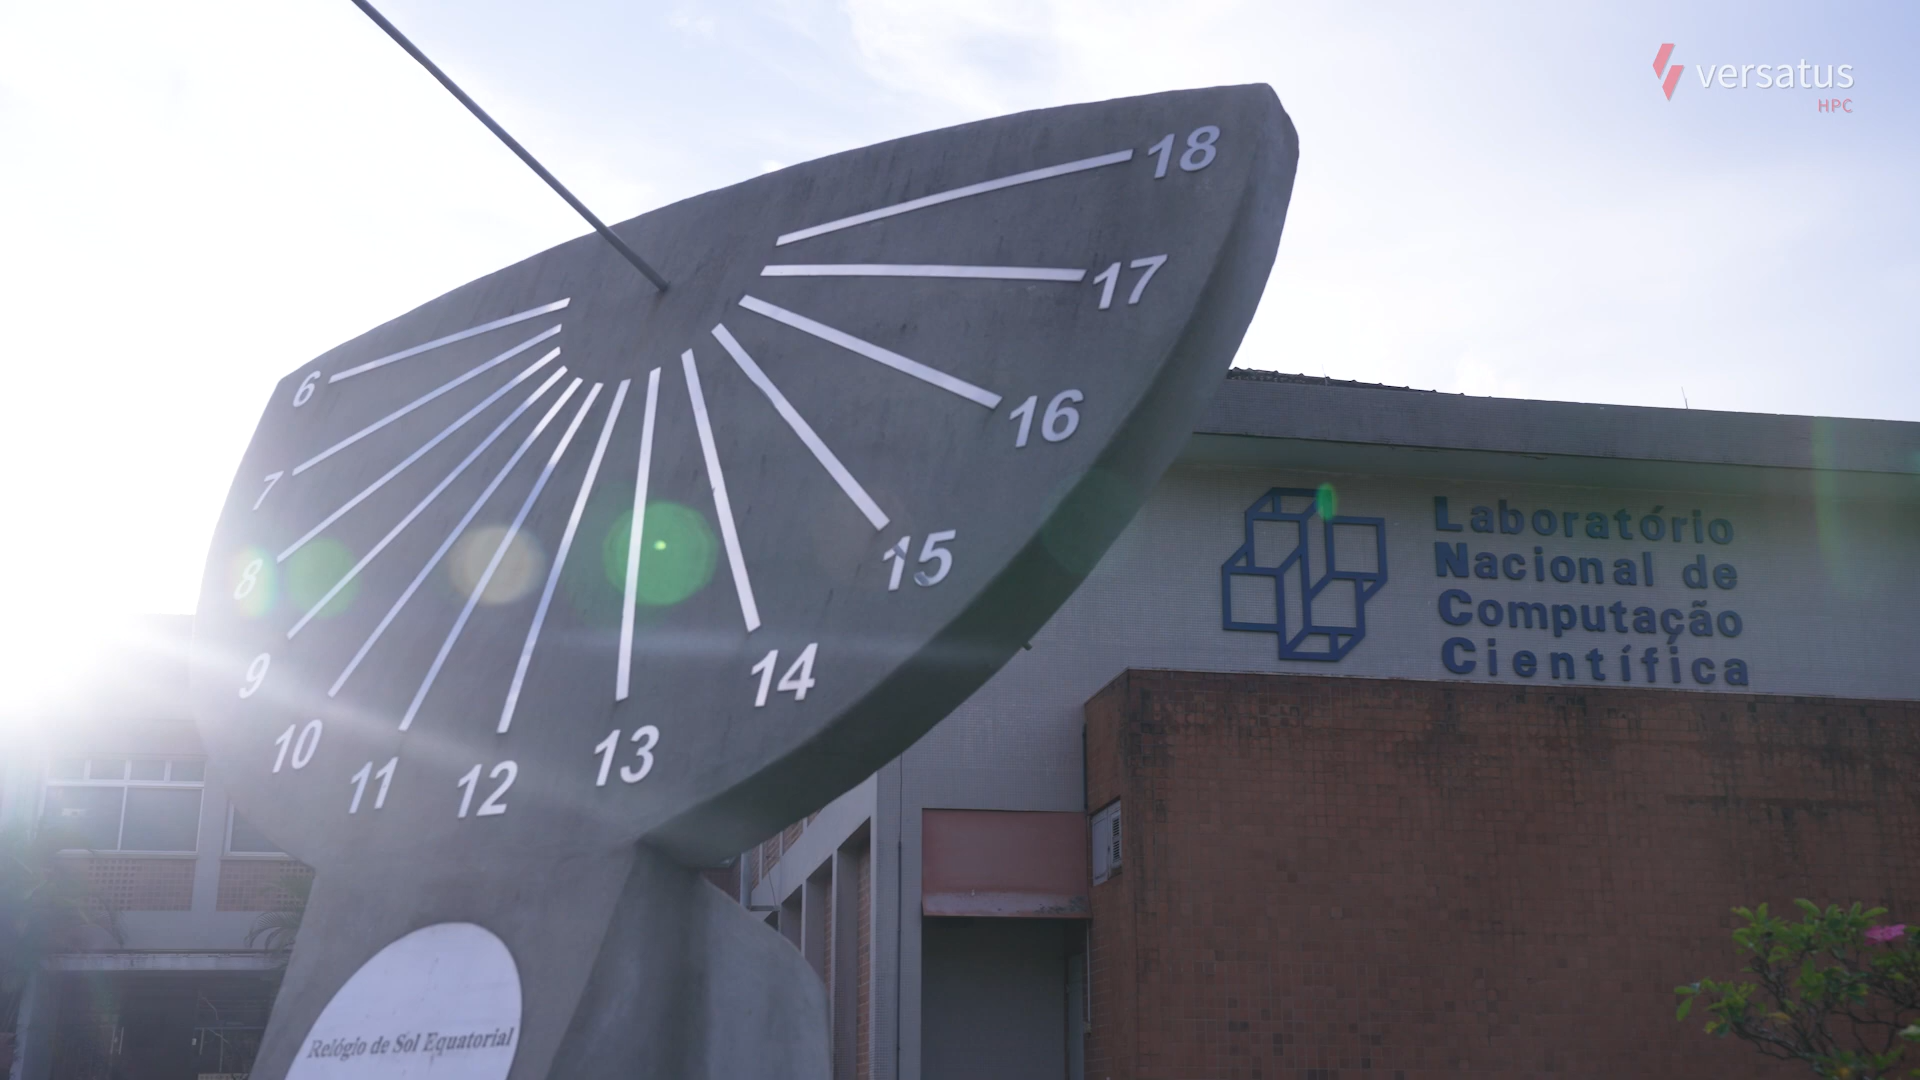 versatus
HPC
18
17
16
15
14
13
12
11
10
9
8
7
6
Laboratório
Nacional de
Computação
Científica
Relógio de Sol Equatorial